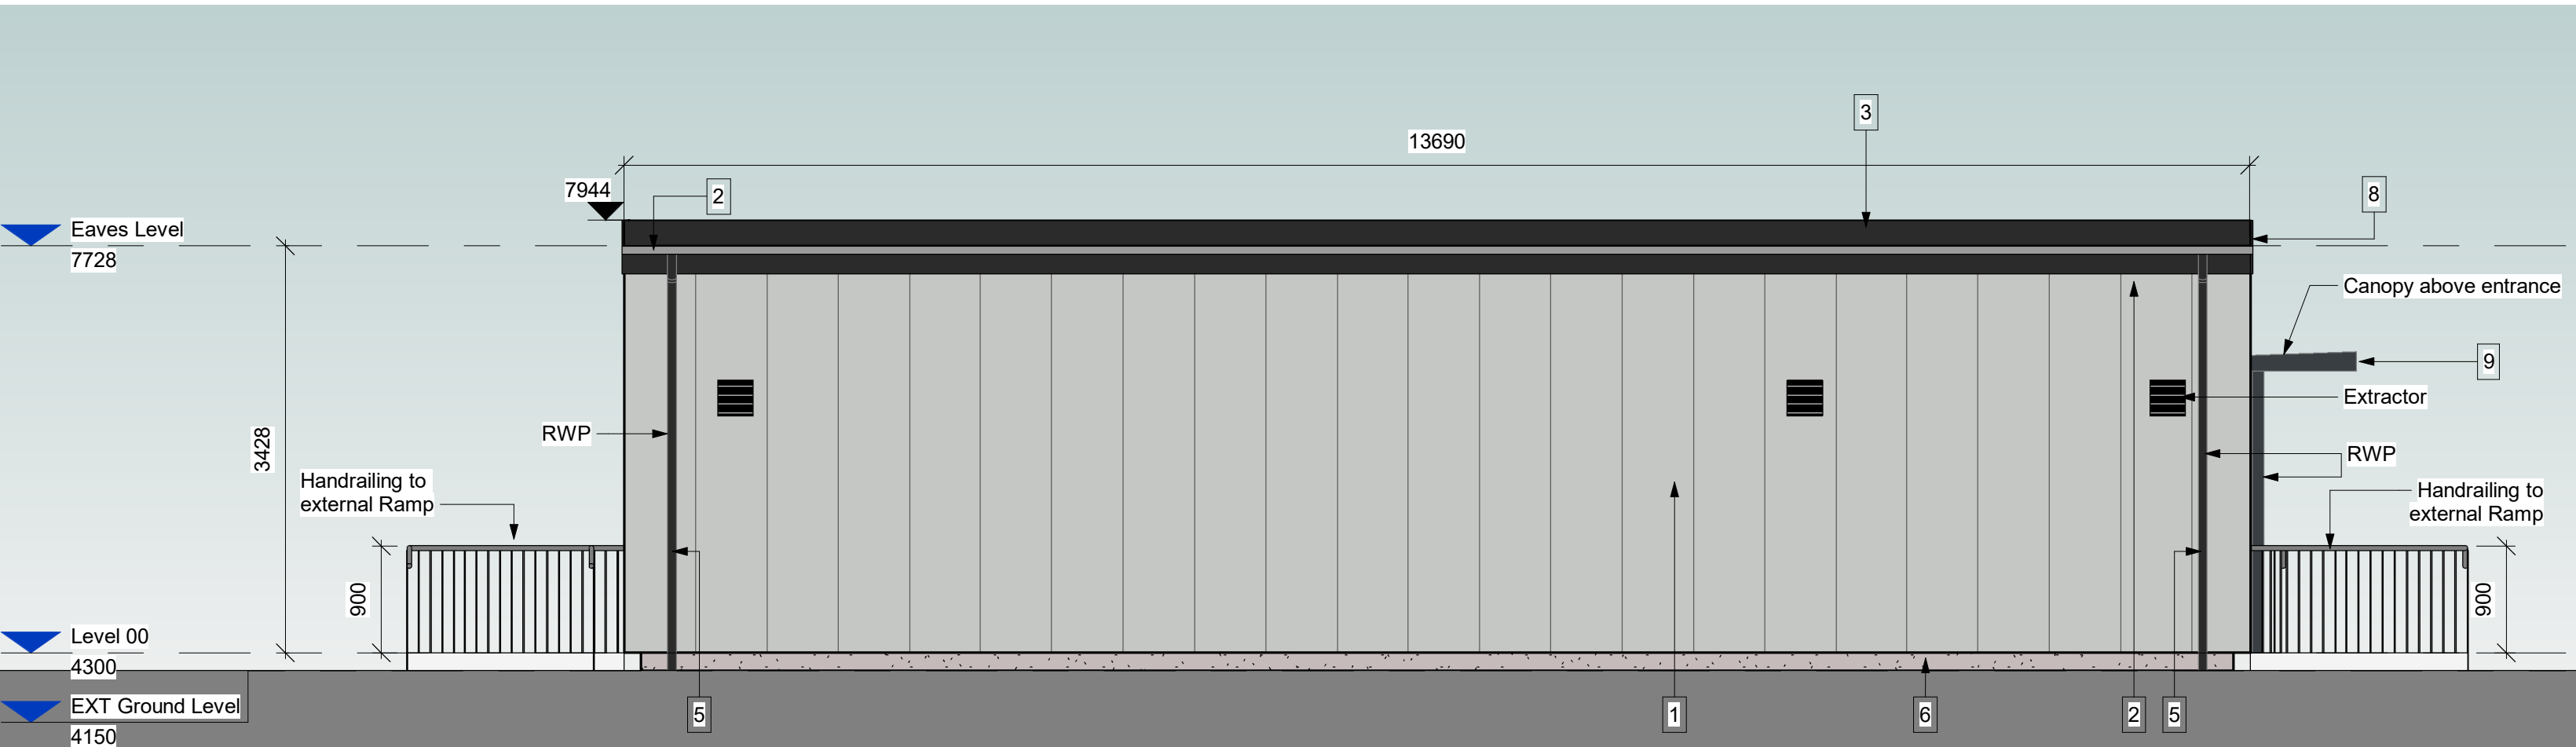 3
13690
7944
2
8
Eaves Level
7728
Canopy above entrance
9
Extractor
RWP
3428
RWP
Handrailing to
external Ramp
Handrailing to
external Ramp
900
900
Level 00
4300
EXT Ground Level
4150
5
1
6
2
5